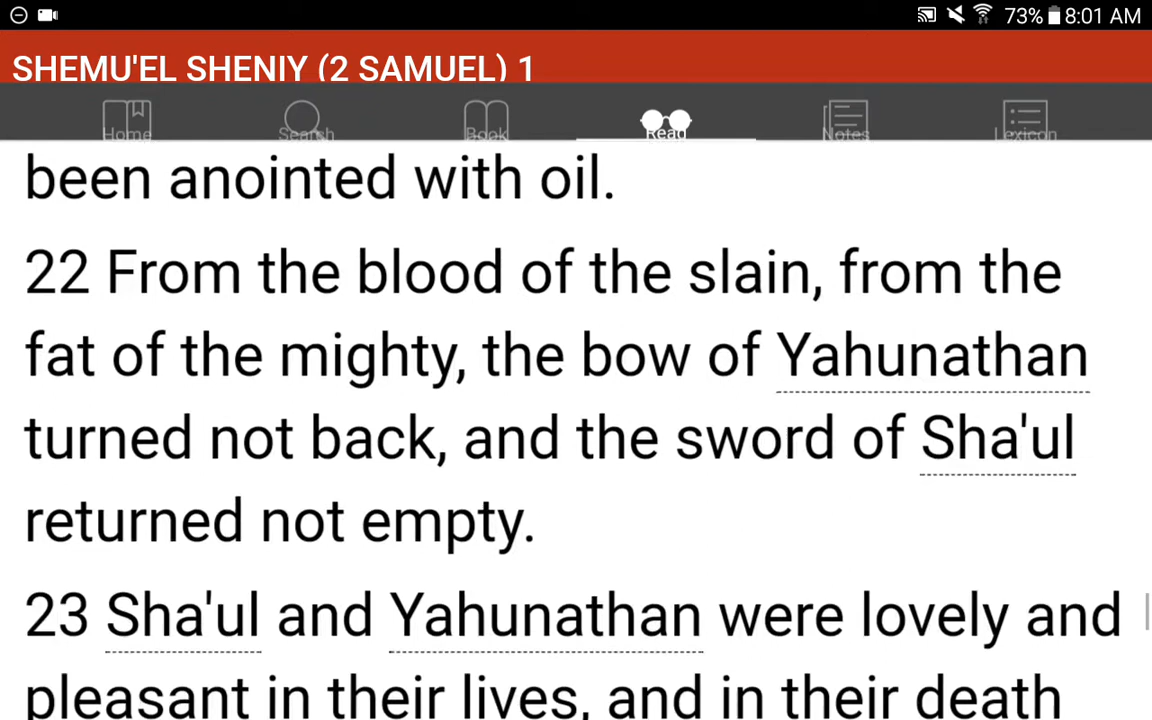 73% 8:01 AM
SHEMU'EL SHENIY (2 SAMUEL) 1
Home Search Book Read Notes Lexicon
been anointed with oil.
22 From the blood of the slain, from the
fat of the mighty, the bow of Yahunathan
turned not back, and the sword of Sha'ul
returned not empty.
23 Sha'ul and Yahunathan were lovely and
pleasant in their lives, and in their death